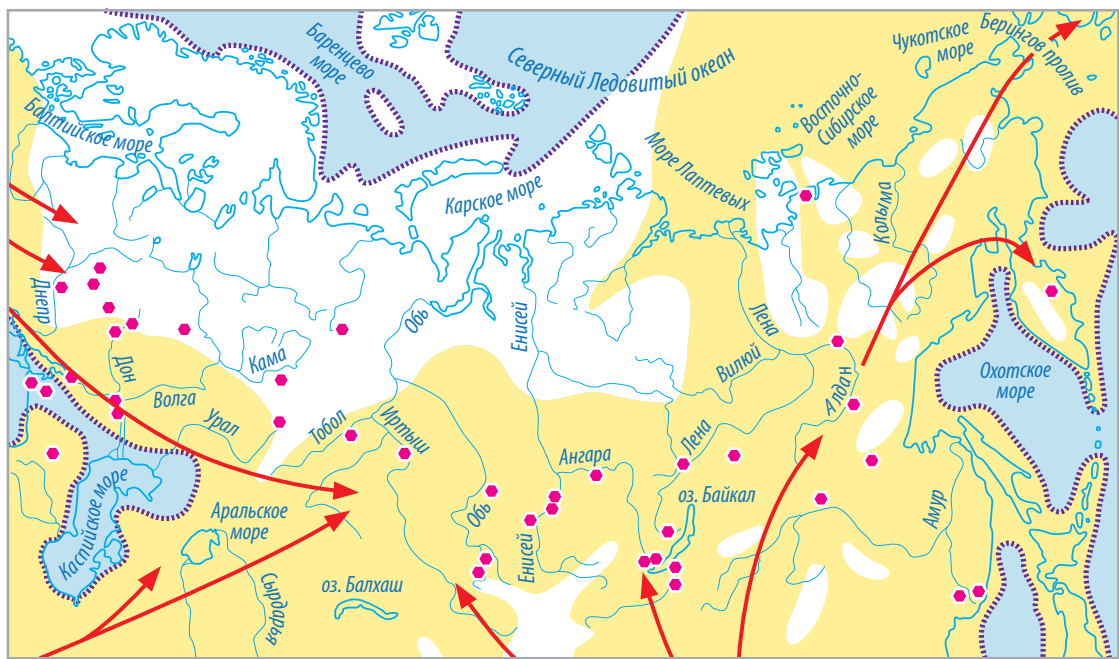 Баренцево
море
Северный Ледовитый океан
Чукотское
море
Берингов пролив
Восточно-
Сибирское
море
Балтийское море
Море Лаптевых
Карское море
Колыма
Днепр
Обь
Енисей
Лена
Дон
Кама
Вилюй
Охотское
море
Волга
Урал
Тобол
Иртыш
Алдан
Лена
Ангара
оз. Байкал
Обь
Аральское
море
Амур
Каспийское море
Енисей
оз. Балхаш
Сырдарья